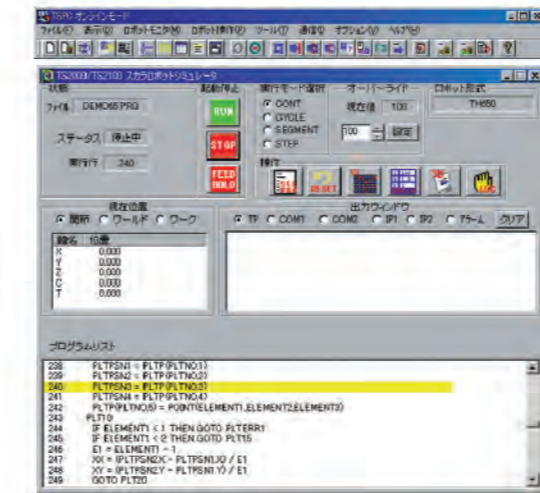 TSPC オンラインモード
ファイル(F) 表示(D) ロボットモニタ(M) ロボット操作(R) ツール(T) 通信(C) オプション(V) ヘルプ(H)
TS2000/TS2100 スカラロボットシミュレータ
状態
ファイル DEMO65.PRG
ステータス 停止中
実行行 240
起動停止
RUN
STOP
FEED HOLD
実行モード選択
CONT
CYCLE
SEGMENT
STEP
オーバーライド
現在値 100
100 設定
ロボット形式
TH650
操作
RESET
現在位置
関節 ワールド ワーク
軸名 位置
X 0.000
Y 0.000
Z 0.000
C 0.000
T 0.000
出力ウィンドウ
TP COM1 COM2 IP1 IP2 アラーム クリア
プログラムリスト
238 PLTPSN1 = PLTP(PLTNO,1)
239 PLTPSN2 = PLTP(PLTNO,2)
240 PLTPSN3 = PLTP(PLTNO,3)
241 PLTPSN4 = PLTP(PLTNO,4)
242 PLTP(PLTNO,5) = POINT(ELEMENT1,ELEMENT2,ELEMENT3)
243 PLT10:
244 IF ELEMENT1 < 1 THEN GOTO PLTERR1
245 IF ELEMENT1 < 2 THEN GOTO PLT15
246 E1 = ELEMENT1 - 1
247 XX = (PLTPSN2.X - PLTPSN1.X) / E1
248 XY = (PLTPSN2.Y - PLTPSN1.Y) / E1
249 GOTO PLT20